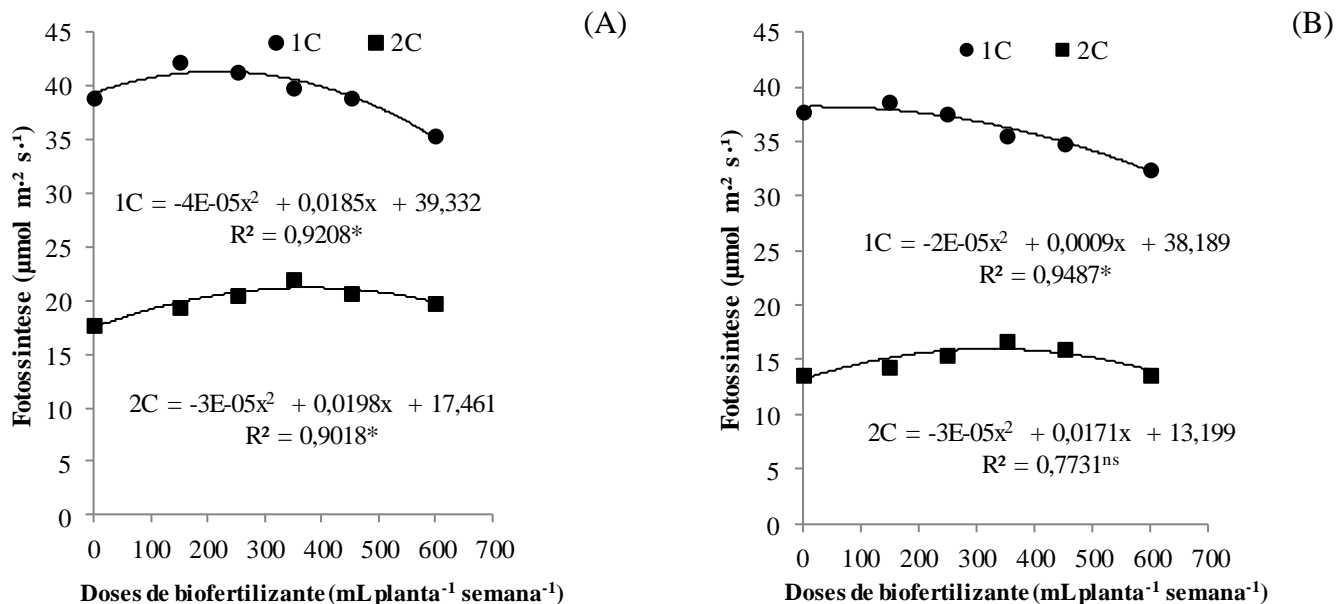 (A)
Fotossintese (µmol m⁻² s⁻¹)
45
40
35
30
25
20
15
10
5
0
1C 2C
1C = -4E-05x² + 0,0185x + 39,332
R² = 0,9208*
2C = -3E-05x² + 0,0198x + 17,461
R² = 0,9018*
0 100 200 300 400 500 600 700
Doses de biofertilizante (mL planta⁻¹ semana⁻¹)
(B)
Fotossintese (µmol m⁻² s⁻¹)
45
40
35
30
25
20
15
10
5
0
1C 2C
1C = -2E-05x² + 0,0009x + 38,189
R² = 0,9487*
2C = -3E-05x² + 0,0171x + 13,199
R² = 0,7731ⁿˢ
0 100 200 300 400 500 600 700
Doses de biofertilizante (mL planta⁻¹ semana⁻¹)